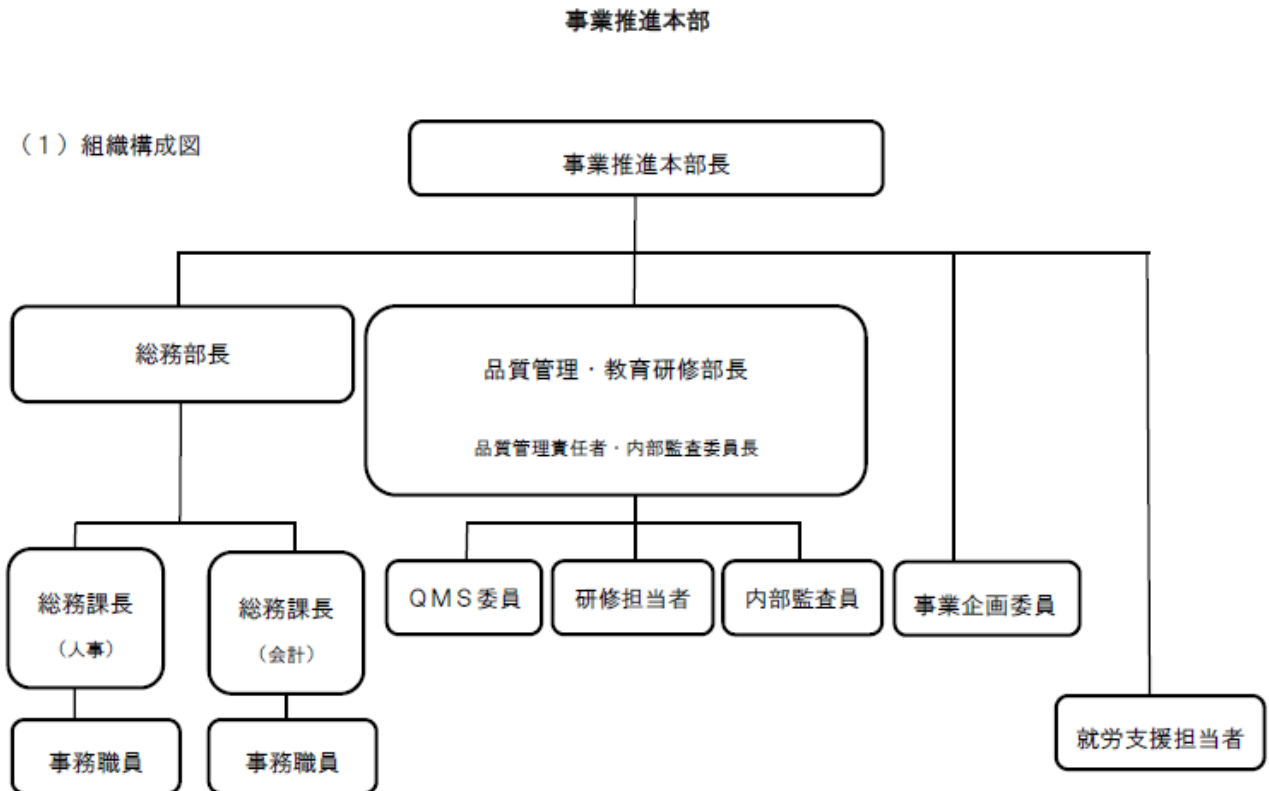 事業推進本部
（１）組織構成図
事業推進本部長
総務部長
品質管理・教育研修部長
品質管理責任者・内部監査委員長
総務課長
（人事）
総務課長
（会計）
ＱＭＳ委員
研修担当者
内部監査員
事業企画委員
事務職員
事務職員
就労支援担当者